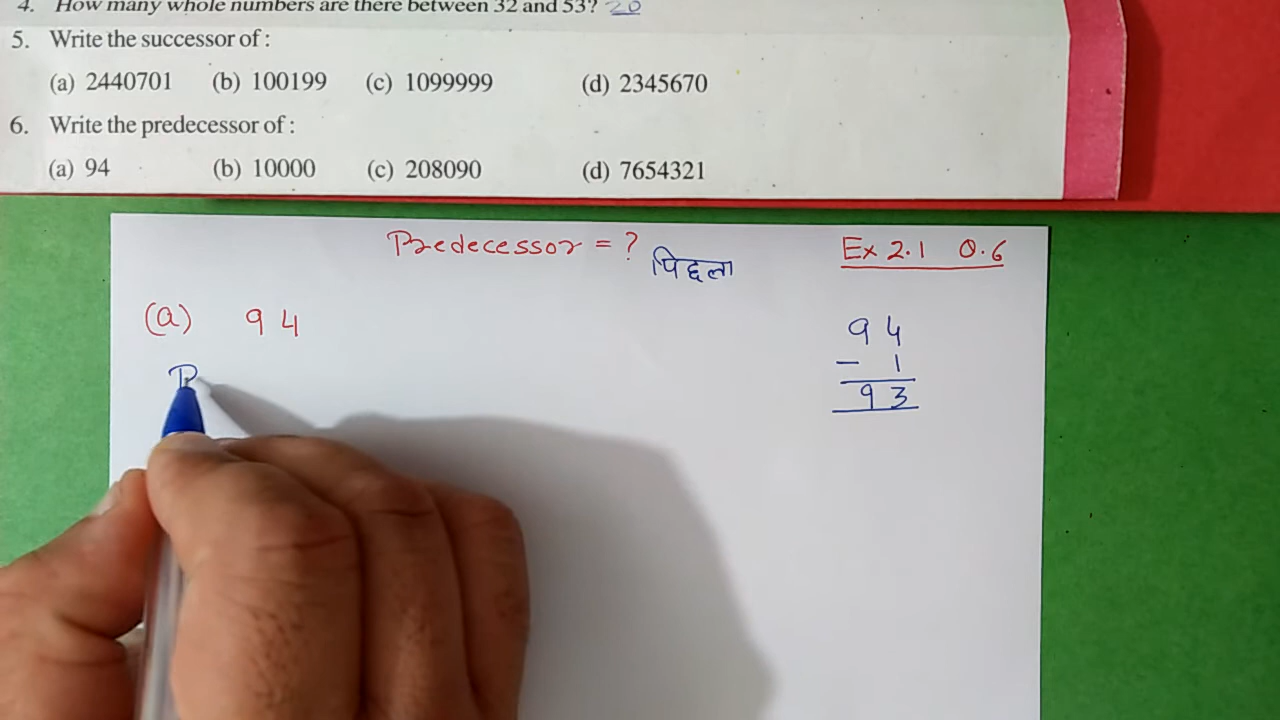 4. How many whole numbers are there between 32 and 53? 20
5. Write the successor of :
(a) 2440701 (b) 100199 (c) 1099999 (d) 2345670
6. Write the predecessor of :
(a) 94 (b) 10000 (c) 208090 (d) 7654321
Predecessor = ? पिछला
Ex 2.1 Q.6
(a) 94
P
94
- 1
93